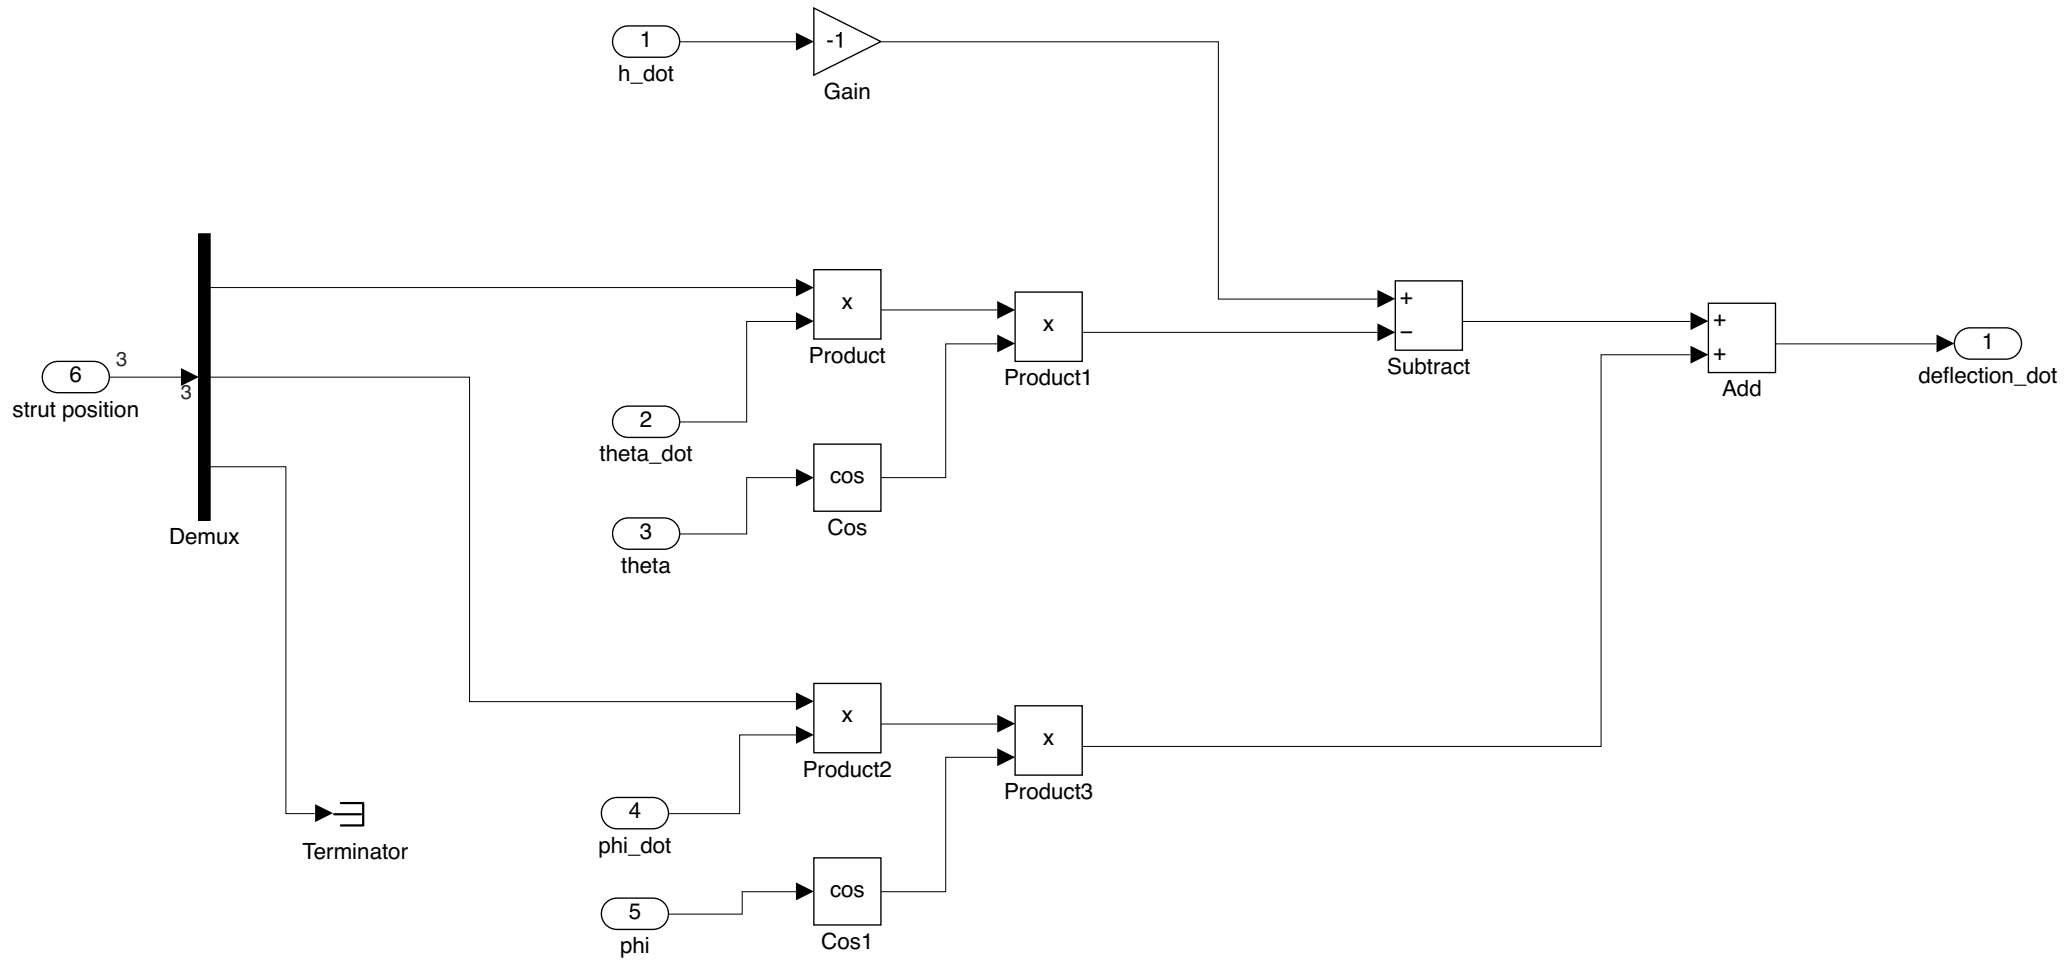 1
h_dot
-1
Gain
x
Product
x
Product1
+
−
Subtract
+
+
Add
1
deflection_dot
3
6
3
strut position
Demux
2
theta_dot
cos
Cos
3
theta
x
Product2
x
Product3
4
phi_dot
Terminator
cos
Cos1
5
phi